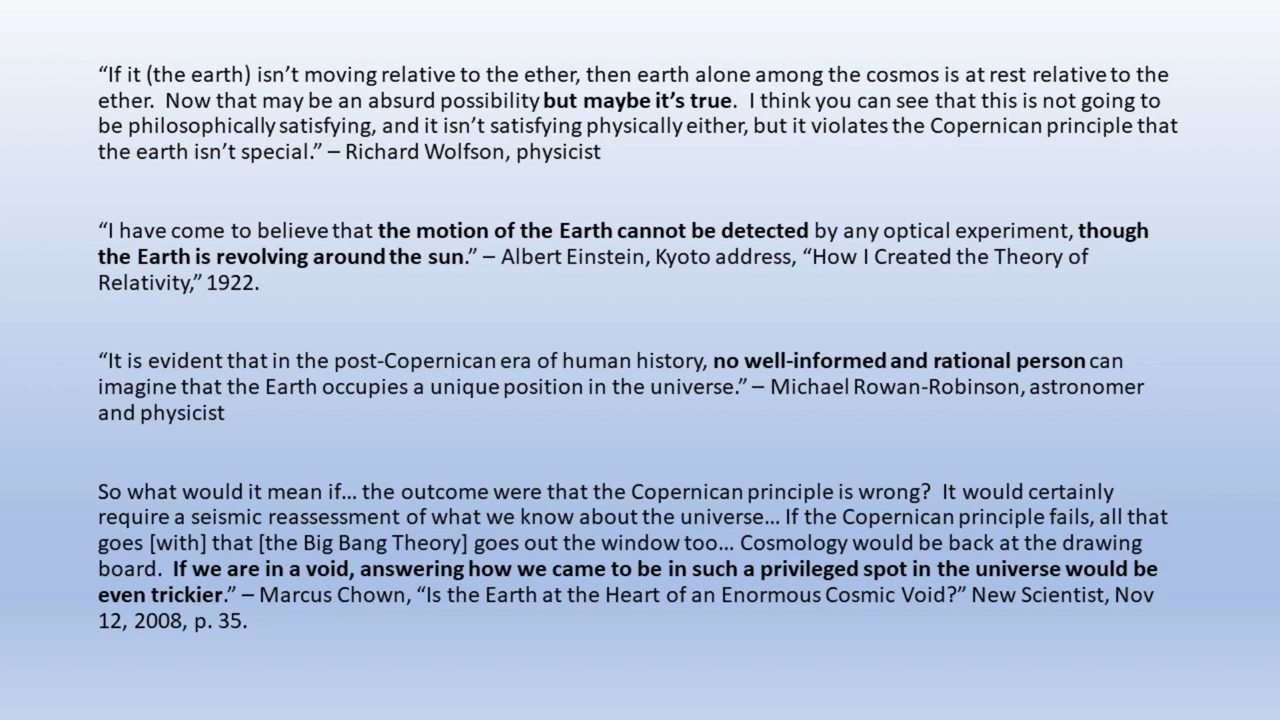 “If it (the earth) isn’t moving relative to the ether, then earth alone among the cosmos is at rest relative to the
ether.  Now that may be an absurd possibility but maybe it’s true.  I think you can see that this is not going to
be philosophically satisfying, and it isn’t satisfying physically either, but it violates the Copernican principle that
the earth isn’t special.” – Richard Wolfson, physicist
“I have come to believe that the motion of the Earth cannot be detected by any optical experiment, though
the Earth is revolving around the sun.” – Albert Einstein, Kyoto address, “How I Created the Theory of
Relativity,” 1922.
“It is evident that in the post-Copernican era of human history, no well-informed and rational person can
imagine that the Earth occupies a unique position in the universe.” – Michael Rowan-Robinson, astronomer
and physicist
So what would it mean if… the outcome were that the Copernican principle is wrong?  It would certainly
require a seismic reassessment of what we know about the universe… If the Copernican principle fails, all that
goes [with] that [the Big Bang Theory] goes out the window too… Cosmology would be back at the drawing
board.  If we are in a void, answering how we came to be in such a privileged spot in the universe would be
even trickier.” – Marcus Chown, “Is the Earth at the Heart of an Enormous Cosmic Void?” New Scientist, Nov
12, 2008, p. 35.